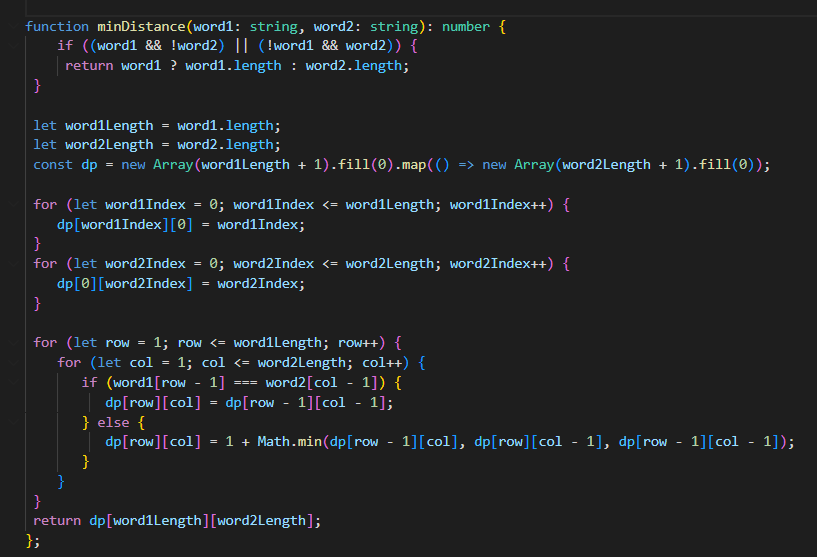 function minDistance(word1: string, word2: string): number {
    if ((word1 && !word2) || (!word1 && word2)) {
     return word1 ? word1.length : word2.length;
 }

 let word1Length = word1.length;
 let word2Length = word2.length;
 const dp = new Array(word1Length + 1).fill(0).map(() => new Array(word2Length + 1).fill(0));

 for (let word1Index = 0; word1Index <= word1Length; word1Index++) {
    dp[word1Index][0] = word1Index;
 }
 for (let word2Index = 0; word2Index <= word2Length; word2Index++) {
    dp[0][word2Index] = word2Index;
 }

 for (let row = 1; row <= word1Length; row++) {
    for (let col = 1; col <= word2Length; col++) {
       if (word1[row - 1] === word2[col - 1]) {
          dp[row][col] = dp[row - 1][col - 1];
       } else {
          dp[row][col] = 1 + Math.min(dp[row - 1][col], dp[row][col - 1], dp[row - 1][col - 1]);
       }
    }
 }
 return dp[word1Length][word2Length];
};